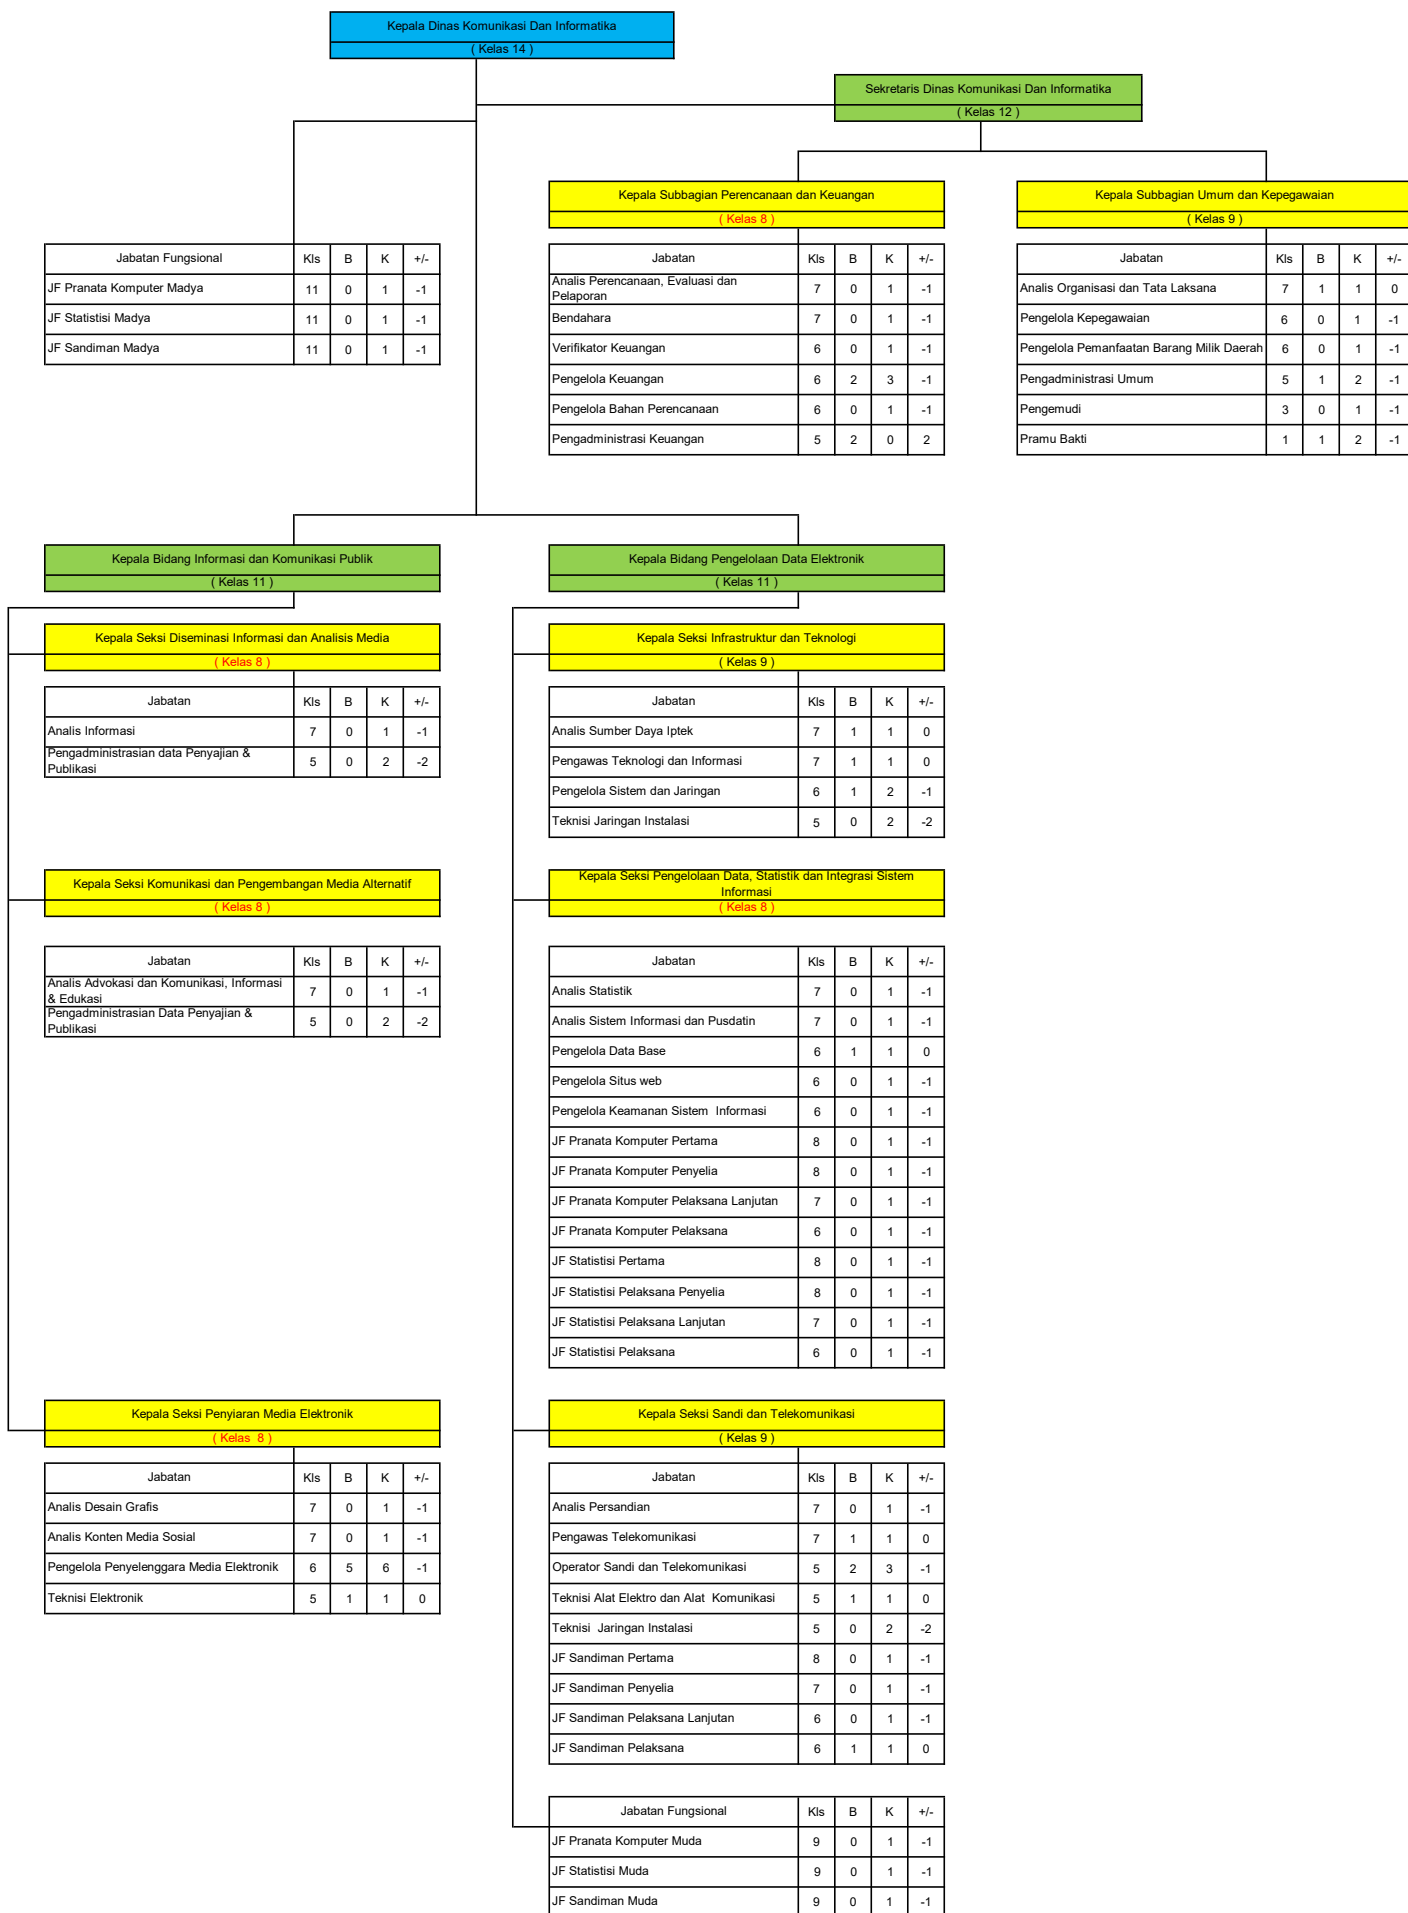 Kepala Dinas Komunikasi Dan Informatika
( Kelas 14 )
Sekretaris Dinas Komunikasi Dan Informatika
( Kelas 12 )
Kepala Subbagian Perencanaan dan Keuangan
( Kelas 8 )
Kepala Subbagian Umum dan Kepegawaian
( Kelas 9 )
Jabatan Fungsional Kls B K +/-
JF Pranata Komputer Madya 11 0 1 -1
JF Statistisi Madya 11 0 1 -1
JF Sandiman Madya 11 0 1 -1
Jabatan Kls B K +/-
Analis Perencanaan, Evaluasi dan
Pelaporan 7 0 1 -1
Bendahara 7 0 1 -1
Verifikator Keuangan 6 0 1 -1
Pengelola Keuangan 6 2 3 -1
Pengelola Bahan Perencanaan 6 0 1 -1
Pengadministrasi Keuangan 5 2 0 2
Jabatan Kls B K +/-
Analis Organisasi dan Tata Laksana 7 1 1 0
Pengelola Kepegawaian 6 0 1 -1
Pengelola Pemanfaatan Barang Milik Daerah 6 0 1 -1
Pengadministrasi Umum 5 1 2 -1
Pengemudi 3 0 1 -1
Pramu Bakti 1 1 2 -1
Kepala Bidang Informasi dan Komunikasi Publik
( Kelas 11 )
Kepala Seksi Diseminasi Informasi dan Analisis Media
( Kelas 8 )
Jabatan Kls B K +/-
Analis Informasi 7 0 1 -1
Pengadministrasian data Penyajian &
Publikasi 5 0 2 -2
Kepala Seksi Komunikasi dan Pengembangan Media Alternatif
( Kelas 8 )
Jabatan Kls B K +/-
Analis Advokasi dan Komunikasi, Informasi
& Edukasi 7 0 1 -1
Pengadministrasian Data Penyajian &
Publikasi 5 0 2 -2
Kepala Seksi Penyiaran Media Elektronik
( Kelas  8 )
Jabatan Kls B K +/-
Analis Desain Grafis 7 0 1 -1
Analis Konten Media Sosial 7 0 1 -1
Pengelola Penyelenggara Media Elektronik 6 5 6 -1
Teknisi Elektronik 5 1 1 0
Kepala Bidang Pengelolaan Data Elektronik
( Kelas 11 )
Kepala Seksi Infrastruktur dan Teknologi
( Kelas 9 )
Jabatan Kls B K +/-
Analis Sumber Daya Iptek 7 1 1 0
Pengawas Teknologi dan Informasi 7 1 1 0
Pengelola Sistem dan Jaringan 6 1 2 -1
Teknisi Jaringan Instalasi 5 0 2 -2
Kepala Seksi Pengelolaan Data, Statistik dan Integrasi Sistem
Informasi
( Kelas 8 )
Jabatan Kls B K +/-
Analis Statistik 7 0 1 -1
Analis Sistem Informasi dan Pusdatin 7 0 1 -1
Pengelola Data Base 6 1 1 0
Pengelola Situs web 6 0 1 -1
Pengelola Keamanan Sistem  Informasi 6 0 1 -1
JF Pranata Komputer Pertama 8 0 1 -1
JF Pranata Komputer Penyelia 8 0 1 -1
JF Pranata Komputer Pelaksana Lanjutan 7 0 1 -1
JF Pranata Komputer Pelaksana 6 0 1 -1
JF Statistisi Pertama 8 0 1 -1
JF Statistisi Pelaksana Penyelia 8 0 1 -1
JF Statistisi Pelaksana Lanjutan 7 0 1 -1
JF Statistisi Pelaksana 6 0 1 -1
Kepala Seksi Sandi dan Telekomunikasi
( Kelas 9 )
Jabatan Kls B K +/-
Analis Persandian 7 0 1 -1
Pengawas Telekomunikasi 7 1 1 0
Operator Sandi dan Telekomunikasi 5 2 3 -1
Teknisi Alat Elektro dan Alat  Komunikasi 5 1 1 0
Teknisi  Jaringan Instalasi 5 0 2 -2
JF Sandiman Pertama 8 0 1 -1
JF Sandiman Penyelia 7 0 1 -1
JF Sandiman Pelaksana Lanjutan 6 0 1 -1
JF Sandiman Pelaksana 6 1 1 0
Jabatan Fungsional Kls B K +/-
JF Pranata Komputer Muda 9 0 1 -1
JF Statistisi Muda 9 0 1 -1
JF Sandiman Muda 9 0 1 -1